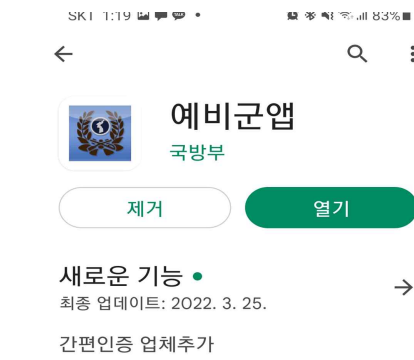 SKT 1:19 83%
예비군앱
국방부
제거 열기
새로운 기능
최종 업데이트: 2022. 3. 25.
간편인증 업체추가